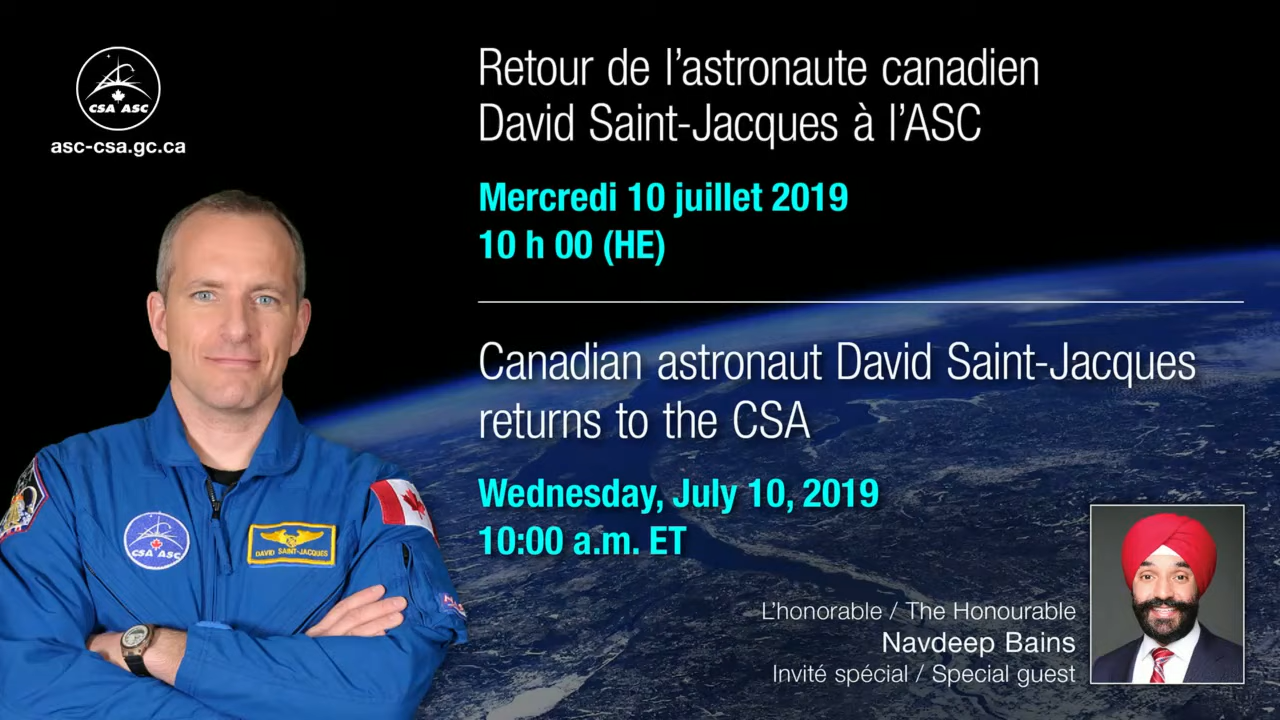 CSA ASC
asc-csa.gc.ca
Retour de l’astronaute canadien
David Saint-Jacques à l’ASC
Mercredi 10 juillet 2019
10 h 00 (HE)
Canadian astronaut David Saint-Jacques
returns to the CSA
Wednesday, July 10, 2019
10:00 a.m. ET
CSA ASC
DAVID SAINT-JACQUES
L’honorable / The Honourable
Navdeep Bains
Invité spécial / Special guest